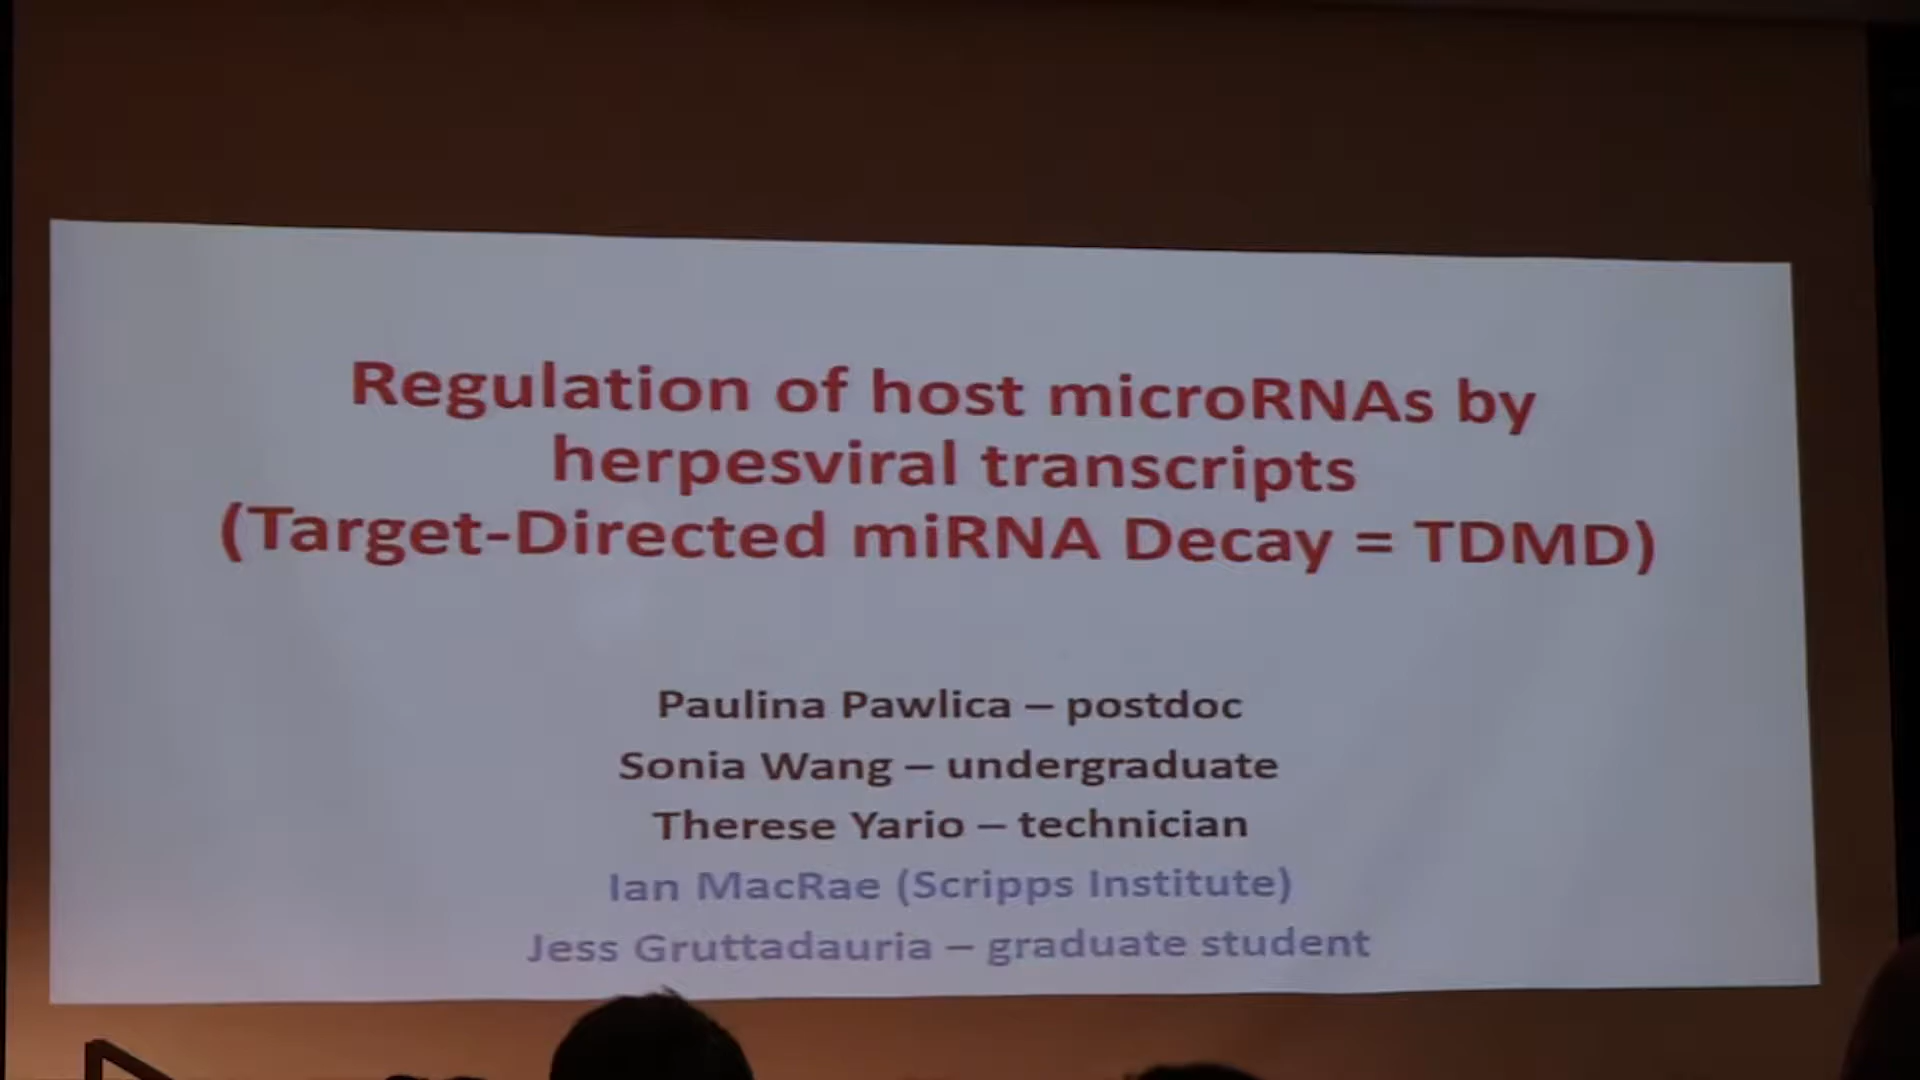 Regulation of host microRNAs by
herpesviral transcripts
(Target-Directed miRNA Decay = TDMD)
Paulina Pawlica – postdoc
Sonia Wang – undergraduate
Therese Yario – technician
Ian MacRae (Scripps Institute)
Jess Gruttadauria – graduate student